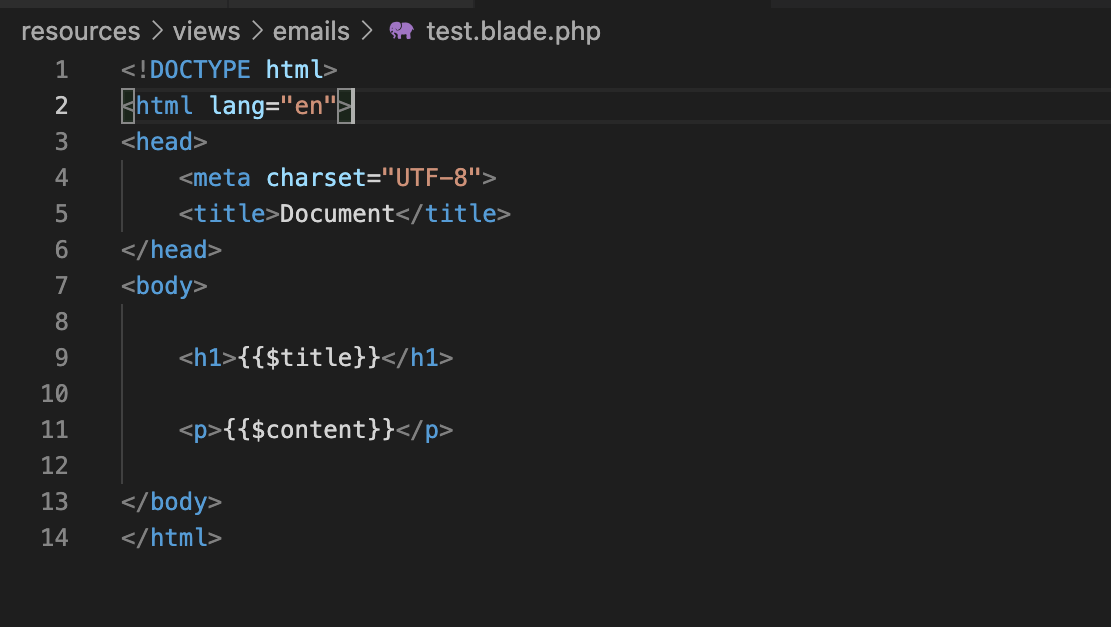 resources > views > emails > test.blade.php
1 <!DOCTYPE html>
2 <html lang="en">
3 <head>
4     <meta charset="UTF-8">
5     <title>Document</title>
6 </head>
7 <body>
8
9     <h1>{{$title}}</h1>
10
11     <p>{{$content}}</p>
12
13 </body>
14 </html>